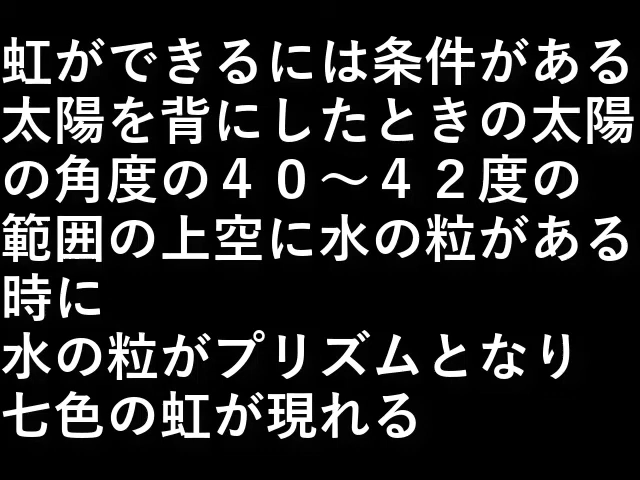 虹ができるには条件がある
太陽を背にしたときの太陽
の角度の４０～４２度の
範囲の上空に水の粒がある
時に
水の粒がプリズムとなり
七色の虹が現れる